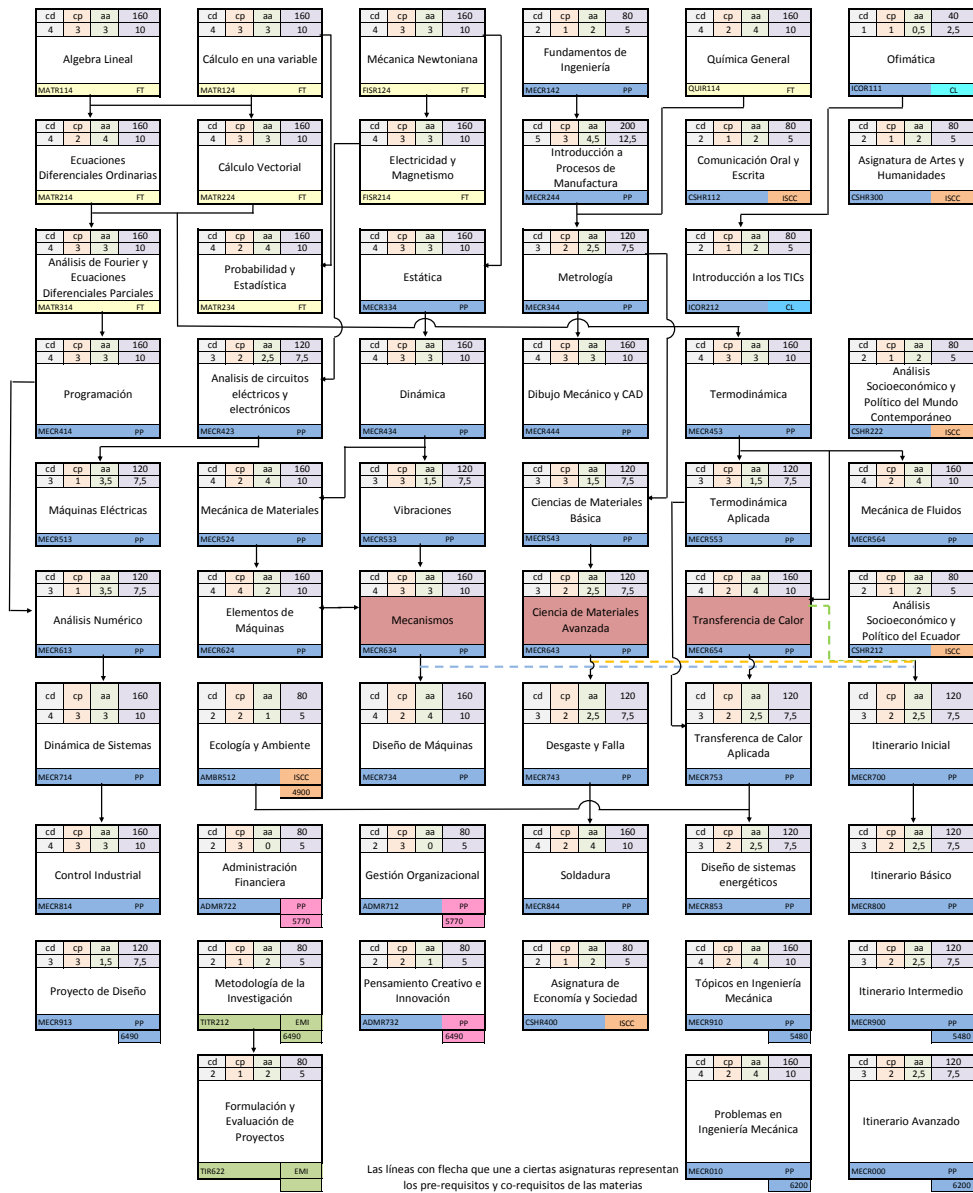 cd cp aa 160
4 3 3 10
Algebra Lineal
MATR114 FT
cd cp aa 160
4 3 3 10
Cálculo en una variable
MATR124 FT
cd cp aa 160
4 3 3 10
Mécanica Newtoniana
FISR124 FT
cd cp aa 80
2 1 2 5
Fundamentos de
Ingeniería
MECR142 PP
cd cp aa 160
4 2 4 10
Química General
QUIR114 FT
cd cp aa 40
1 1 0,5 2,5
Ofimática
ICOR111 CL
cd cp aa 160
4 2 4 10
Ecuaciones
Diferenciales Ordinarias
MATR214 FT
cd cp aa 160
4 3 3 10
Cálculo Vectorial
MATR224 FT
cd cp aa 160
4 3 3 10
Electricidad y
Magnetismo
FISR214 FT
cd cp aa 200
5 3 4,5 12,5
Introducción a
Procesos de
Manufactura
MECR244 PP
cd cp aa 80
2 1 2 5
Comunicación Oral y
Escrita
CSHR112 ISCC
cd cp aa 80
2 1 2 5
Asignatura de Artes y
Humanidades
CSHR300 ISCC
cd cp aa 160
4 3 3 10
Análisis de Fourier y
Ecuaciones
Diferenciales Parciales
MATR314 FT
cd cp aa 160
4 2 4 10
Probabilidad y
Estadística
MATR234 FT
cd cp aa 160
4 3 3 10
Estática
MECR334 PP
cd cp aa 120
3 2 2,5 7,5
Metrología
MECR344 PP
cd cp aa 80
2 1 2 5
Introducción a los TICs
ICOR212 CL
cd cp aa 160
4 3 3 10
Programación
MECR414 PP
cd cp aa 120
3 2 2,5 7,5
Analisis de circuitos
eléctricos y
electrónicos
MECR423 PP
cd cp aa 160
4 3 3 10
Dinámica
MECR434 PP
cd cp aa 160
4 3 3 10
Dibujo Mecánico y CAD
MECR444 PP
cd cp aa 160
4 3 3 10
Termodinámica
MECR453 PP
cd cp aa 80
2 1 2 5
Análisis
Socioeconómico y
Político del Mundo
Contemporáneo
CSHR222 ISCC
cd cp aa 120
3 1 3,5 7,5
Máquinas Eléctricas
MECR513 PP
cd cp aa 160
4 2 4 10
Mecánica de Materiales
MECR524 PP
cd cp aa 120
3 3 1,5 7,5
Vibraciones
MECR533 PP
cd cp aa 120
3 3 1,5 7,5
Ciencias de Materiales
Básica
MECR543 PP
cd cp aa 120
3 3 1,5 7,5
Termodinámica
Aplicada
MECR553 PP
cd cp aa 160
4 2 4 10
Mecánica de Fluidos
MECR564 PP
cd cp aa 120
3 1 3,5 7,5
Análisis Numérico
MECR613 PP
cd cp aa 160
4 4 2 10
Elementos de
Máquinas
MECR624 PP
cd cp aa 160
4 3 3 10
Mecanismos
MECR634 PP
cd cp aa 120
3 2 2,5 7,5
Ciencia de Materiales
Avanzada
MECR643 PP
cd cp aa 160
4 2 4 10
Transferencia de Calor
MECR654 PP
cd cp aa 80
2 1 2 5
Análisis
Socioeconómico y
Político del Ecuador
CSHR212 ISCC
cd cp aa 160
4 3 3 10
Dinámica de Sistemas
MECR714 PP
cd cp aa 80
2 2 1 5
Ecología y Ambiente
AMBR512 ISCC
4900
cd cp aa 160
4 2 4 10
Diseño de Máquinas
MECR734 PP
cd cp aa 120
3 2 2,5 7,5
Desgaste y Falla
MECR743 PP
cd cp aa 120
3 2 2,5 7,5
Transferenca de Calor
Aplicada
MECR753 PP
cd cp aa 120
3 2 2,5 7,5
Itinerario Inicial
MECR700 PP
cd cp aa 160
4 3 3 10
Control Industrial
MECR814 PP
cd cp aa 80
2 3 0 5
Administración
Financiera
ADMR722 PP
5770
cd cp aa 80
2 3 0 5
Gestión Organizacional
ADMR712 PP
5770
cd cp aa 160
4 2 4 10
Soldadura
MECR844 PP
cd cp aa 120
3 2 2,5 7,5
Diseño de sistemas
energéticos
MECR853 PP
cd cp aa 120
3 2 2,5 7,5
Itinerario Básico
MECR800 PP
cd cp aa 120
3 3 1,5 7,5
Proyecto de Diseño
MECR913 PP
6490
cd cp aa 80
2 1 2 5
Metodología de la
Investigación
TITR212 EMI
6490
cd cp aa 80
2 2 1 5
Pensamiento Creativo e
Innovación
ADMR732 PP
6490
cd cp aa 80
2 1 2 5
Asignatura de
Economía y Sociedad
CSHR400 ISCC
cd cp aa 160
4 2 4 10
Tópicos en Ingeniería
Mecánica
MECR910 PP
5480
cd cp aa 120
3 2 2,5 7,5
Itinerario Intermedio
MECR900 PP
5480
cd cp aa 80
2 1 2 5
Formulación y
Evaluación de
Proyectos
TIR622 EMI
cd cp aa 160
4 2 4 10
Problemas en
Ingeniería Mecánica
MECR010 PP
6200
cd cp aa 120
3 2 2,5 7,5
Itinerario Avanzado
MECR000 PP
6200
Las líneas con flecha que une a ciertas asignaturas representan
los pre-requisitos y co-requisitos de las materias